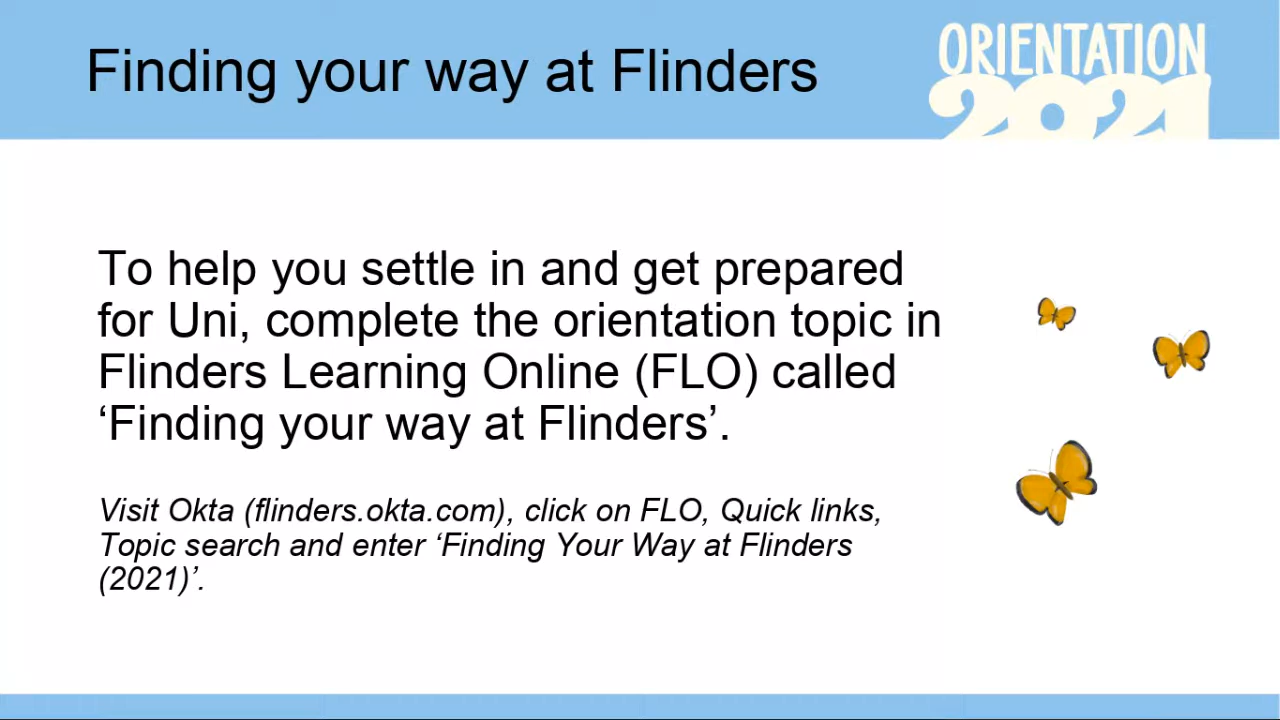 Finding your way at Flinders
ORIENTATION
2021
To help you settle in and get prepared
for Uni, complete the orientation topic in
Flinders Learning Online (FLO) called
‘Finding your way at Flinders’.
Visit Okta (flinders.okta.com), click on FLO, Quick links,
Topic search and enter ‘Finding Your Way at Flinders
(2021)’.